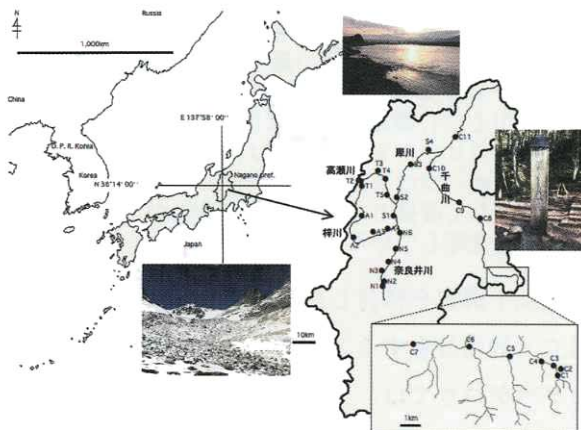 N
Russia
1,000km
China
E 137°58' 00"
D. P. R. Korea
Korea
N 36°14' 00"
Nagano pref.
Japan
高瀬川
梓川
犀川
千曲川
奈良井川
T3
T4
T2
T1
T5
S4
S3
S2
S1
C11
C10
C9
C8
A1
A2
A3
N6
N5
N4
N3
N2
N1
10km
C7
C6
C5
C4
C3
C2
C1
1km